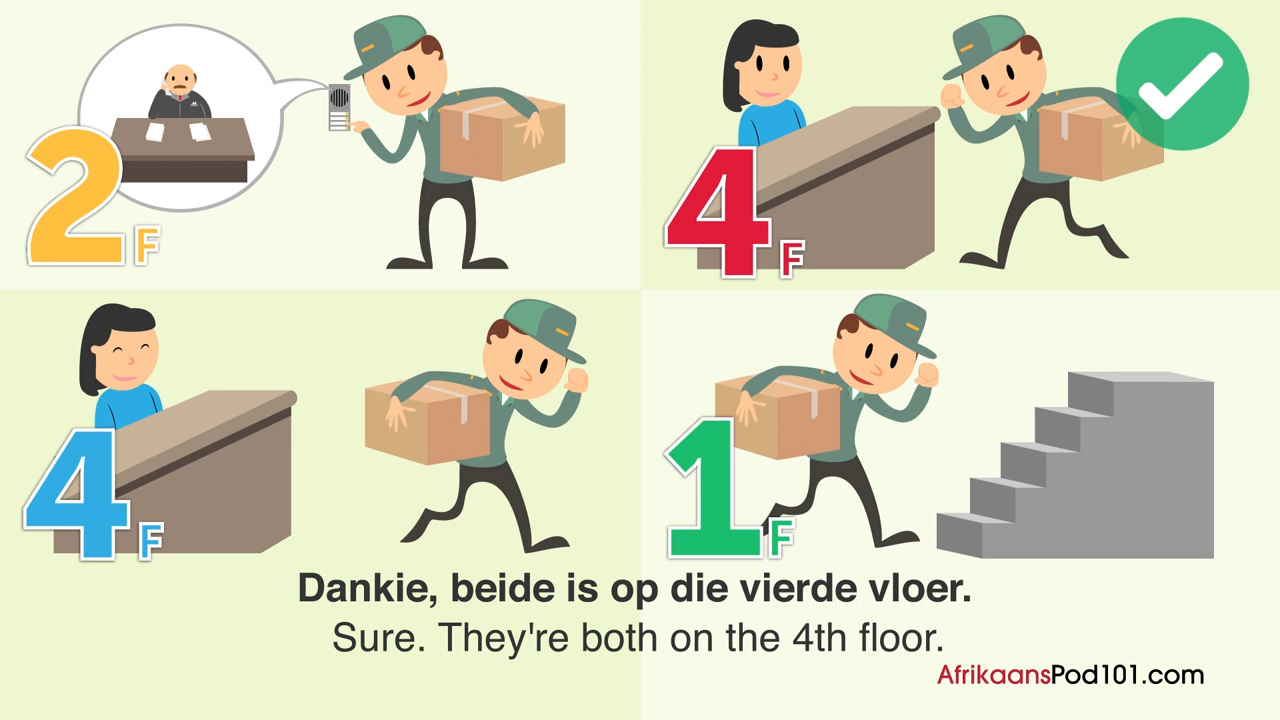 2F
4F
4F
1F
Dankie, beide is op die vierde vloer.
Sure. They're both on the 4th floor.
AfrikaansPod101.com